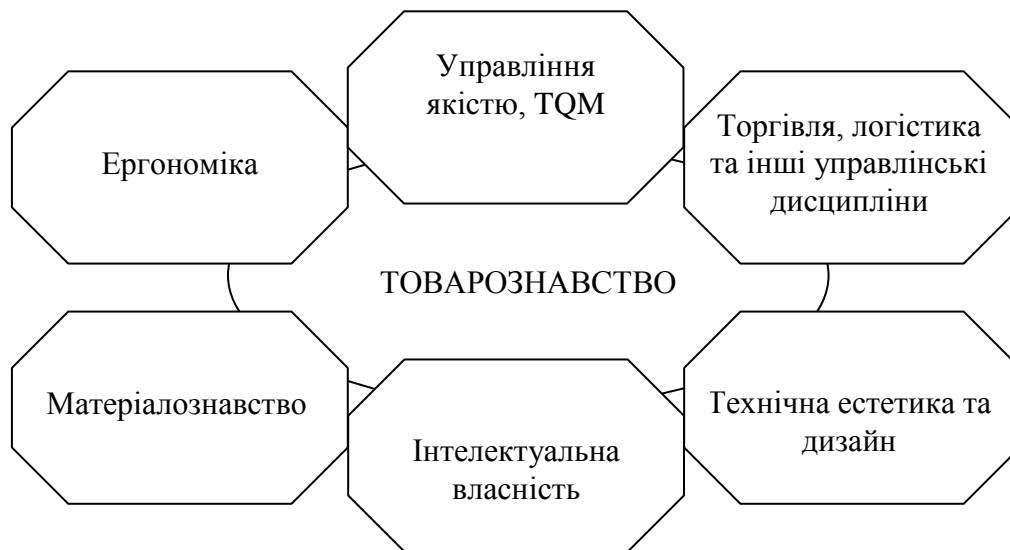 Управління
якістю, TQM
Ергономіка
Торгівля, логістика
та інші управлінські
дисципліни
ТОВАРОЗНАВСТВО
Матеріалознавство
Інтелектуальна
власність
Технічна естетика та
дизайн